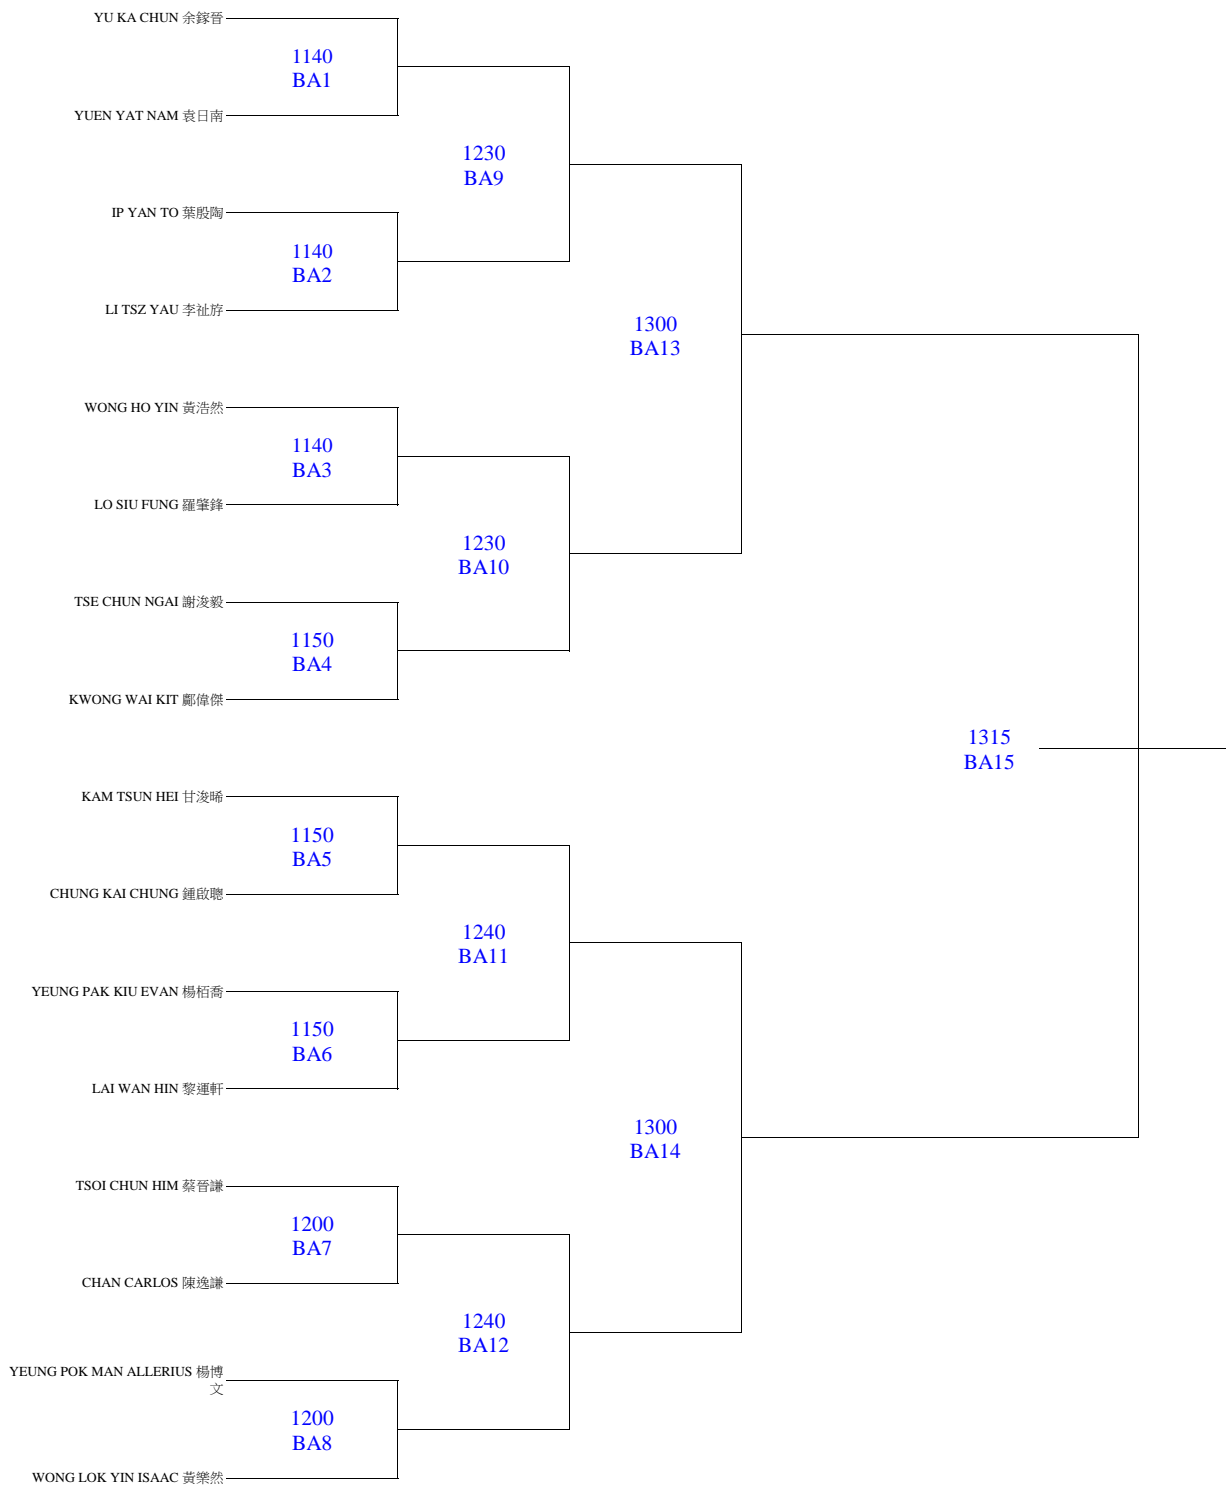 YU KA CHUN 余鎵晉
1140
BA1
YUEN YAT NAM 袁日南
1230
BA9
IP YAN TO 葉殷陶
1140
BA2
LI TSZ YAU 李祉斿
1300
BA13
WONG HO YIN 黃浩然
1140
BA3
LO SIU FUNG 羅肇鋒
1230
BA10
TSE CHUN NGAI 謝浚毅
1150
BA4
KWONG WAI KIT 鄺偉傑
1315
BA15
KAM TSUN HEI 甘浚晞
1150
BA5
CHUNG KAI CHUNG 鍾啟聰
1240
BA11
YEUNG PAK KIU EVAN 楊栢喬
1150
BA6
LAI WAN HIN 黎運軒
1300
BA14
TSOI CHUN HIM 蔡晉謙
1200
BA7
CHAN CARLOS 陳逸謙
1240
BA12
YEUNG POK MAN ALLERIUS 楊博
文
1200
BA8
WONG LOK YIN ISAAC 黃樂然